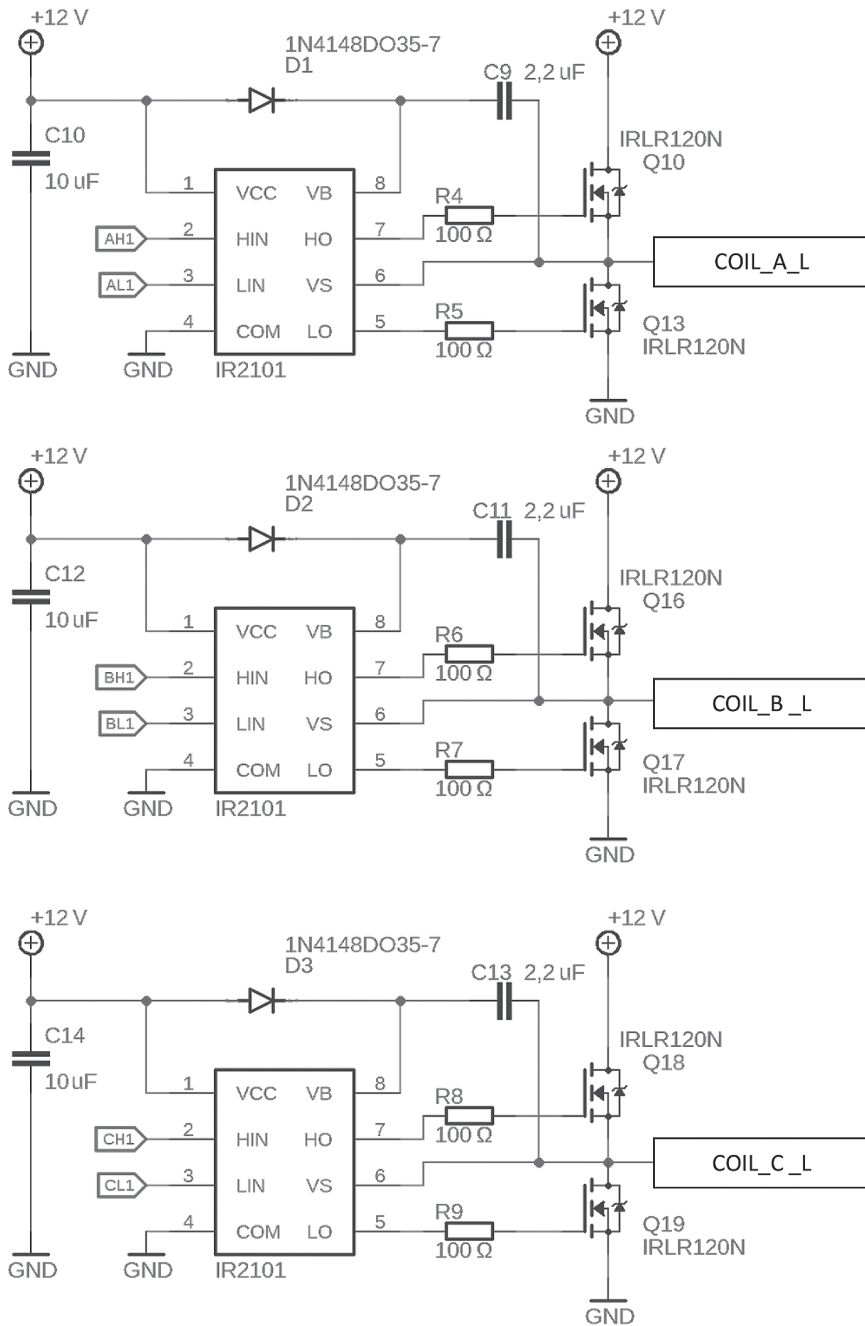 +12 V
+12 V
1N4148DO35-7
D1
C9 2,2 uF
C10
10 uF
IRLR120N
Q10
1 VCC VB 8
R4
AH1 2 HIN HO 7
100 Ω
AL1 3 LIN VS 6
COIL_A_L
R5
4 COM LO 5
100 Ω
Q13
IRLR120N
GND
GND
IR2101
GND
+12 V
+12 V
1N4148DO35-7
D2
C11 2,2 uF
C12
10 uF
IRLR120N
Q16
1 VCC VB 8
R6
BH1 2 HIN HO 7
100 Ω
BL1 3 LIN VS 6
COIL_B _L
R7
4 COM LO 5
100 Ω
Q17
IRLR120N
GND
GND
IR2101
GND
+12 V
+12 V
1N4148DO35-7
D3
C13 2,2 uF
C14
10 uF
IRLR120N
Q18
1 VCC VB 8
R8
CH1 2 HIN HO 7
100 Ω
CL1 3 LIN VS 6
COIL_C _L
R9
4 COM LO 5
100 Ω
Q19
IRLR120N
GND
GND
IR2101
GND